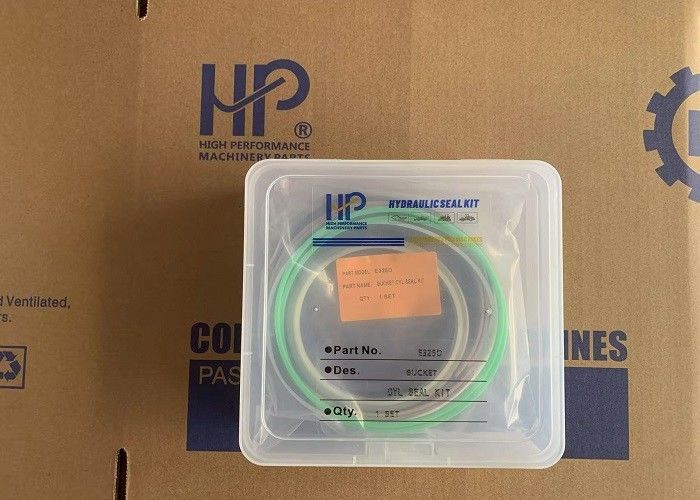 HP®
HIGH PERFORMANCE
MACHINERY PARTS
HP
HIGH PERFORMANCE
MACHINERY PARTS
HYDRAULIC SEAL KIT
PART MODEL: E325D
PART NAME: BUCKET CYL SEAL KIT
QTY: 1 SET
d Ventilated,
rs.
●Part No. E325D
●Des. BUCKET
CYL SEAL KIT
●Qty. 1 SET
CON
INES
PAS